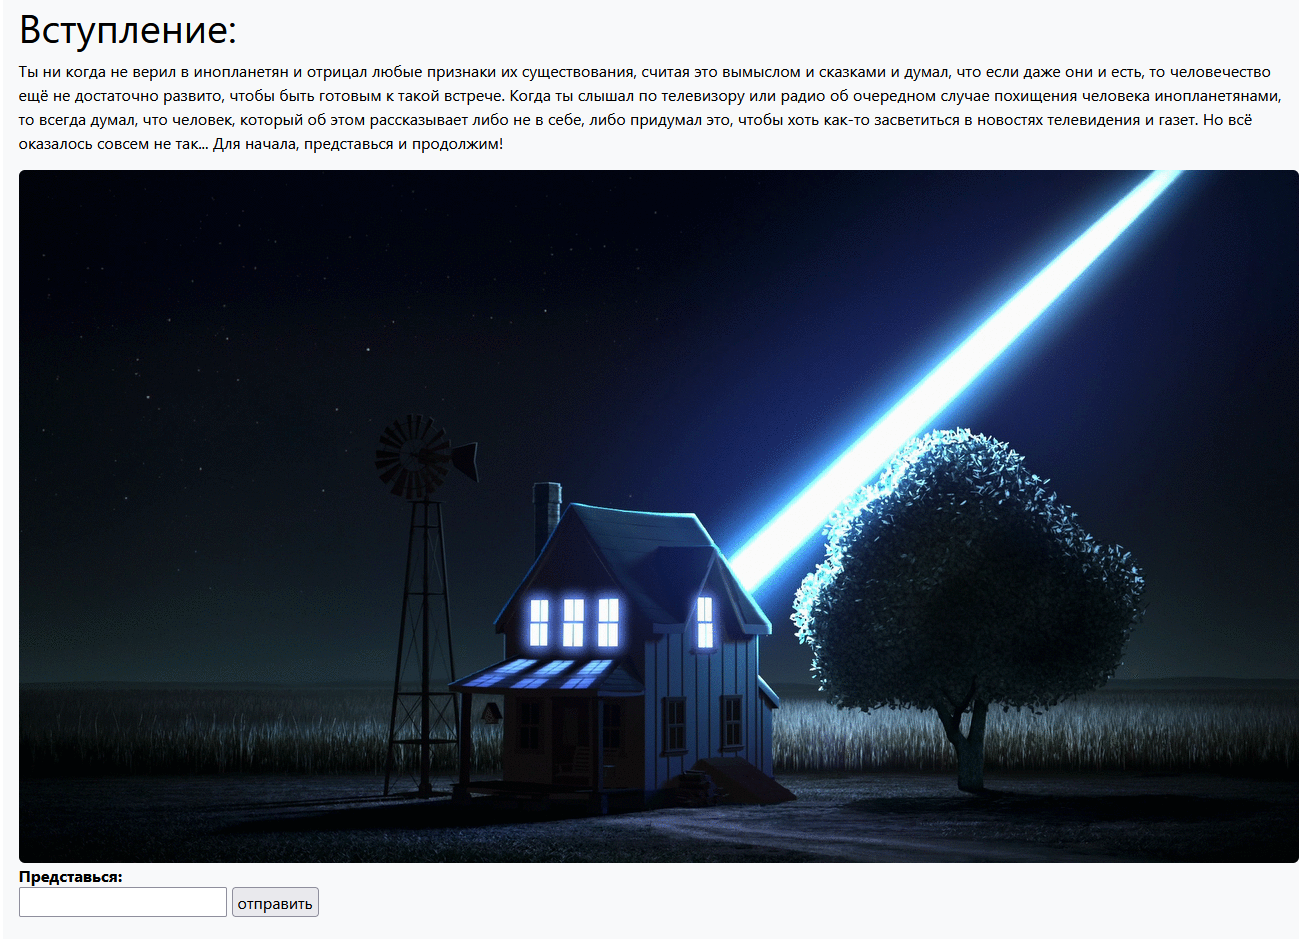 Вступление:
Ты ни когда не верил в инопланетян и отрицал любые признаки их существования, считая это вымыслом и сказками и думал, что если даже они и есть, то человечество
ещё не достаточно развито, чтобы быть готовым к такой встрече. Когда ты слышал по телевизору или радио об очередном случае похищения человека инопланетянами,
то всегда думал, что человек, который об этом рассказывает либо не в себе, либо придумал это, чтобы хоть как-то засветиться в новостях телевидения и газет. Но всё
оказалось совсем не так... Для начала, представься и продолжим!
Представься:
отправить